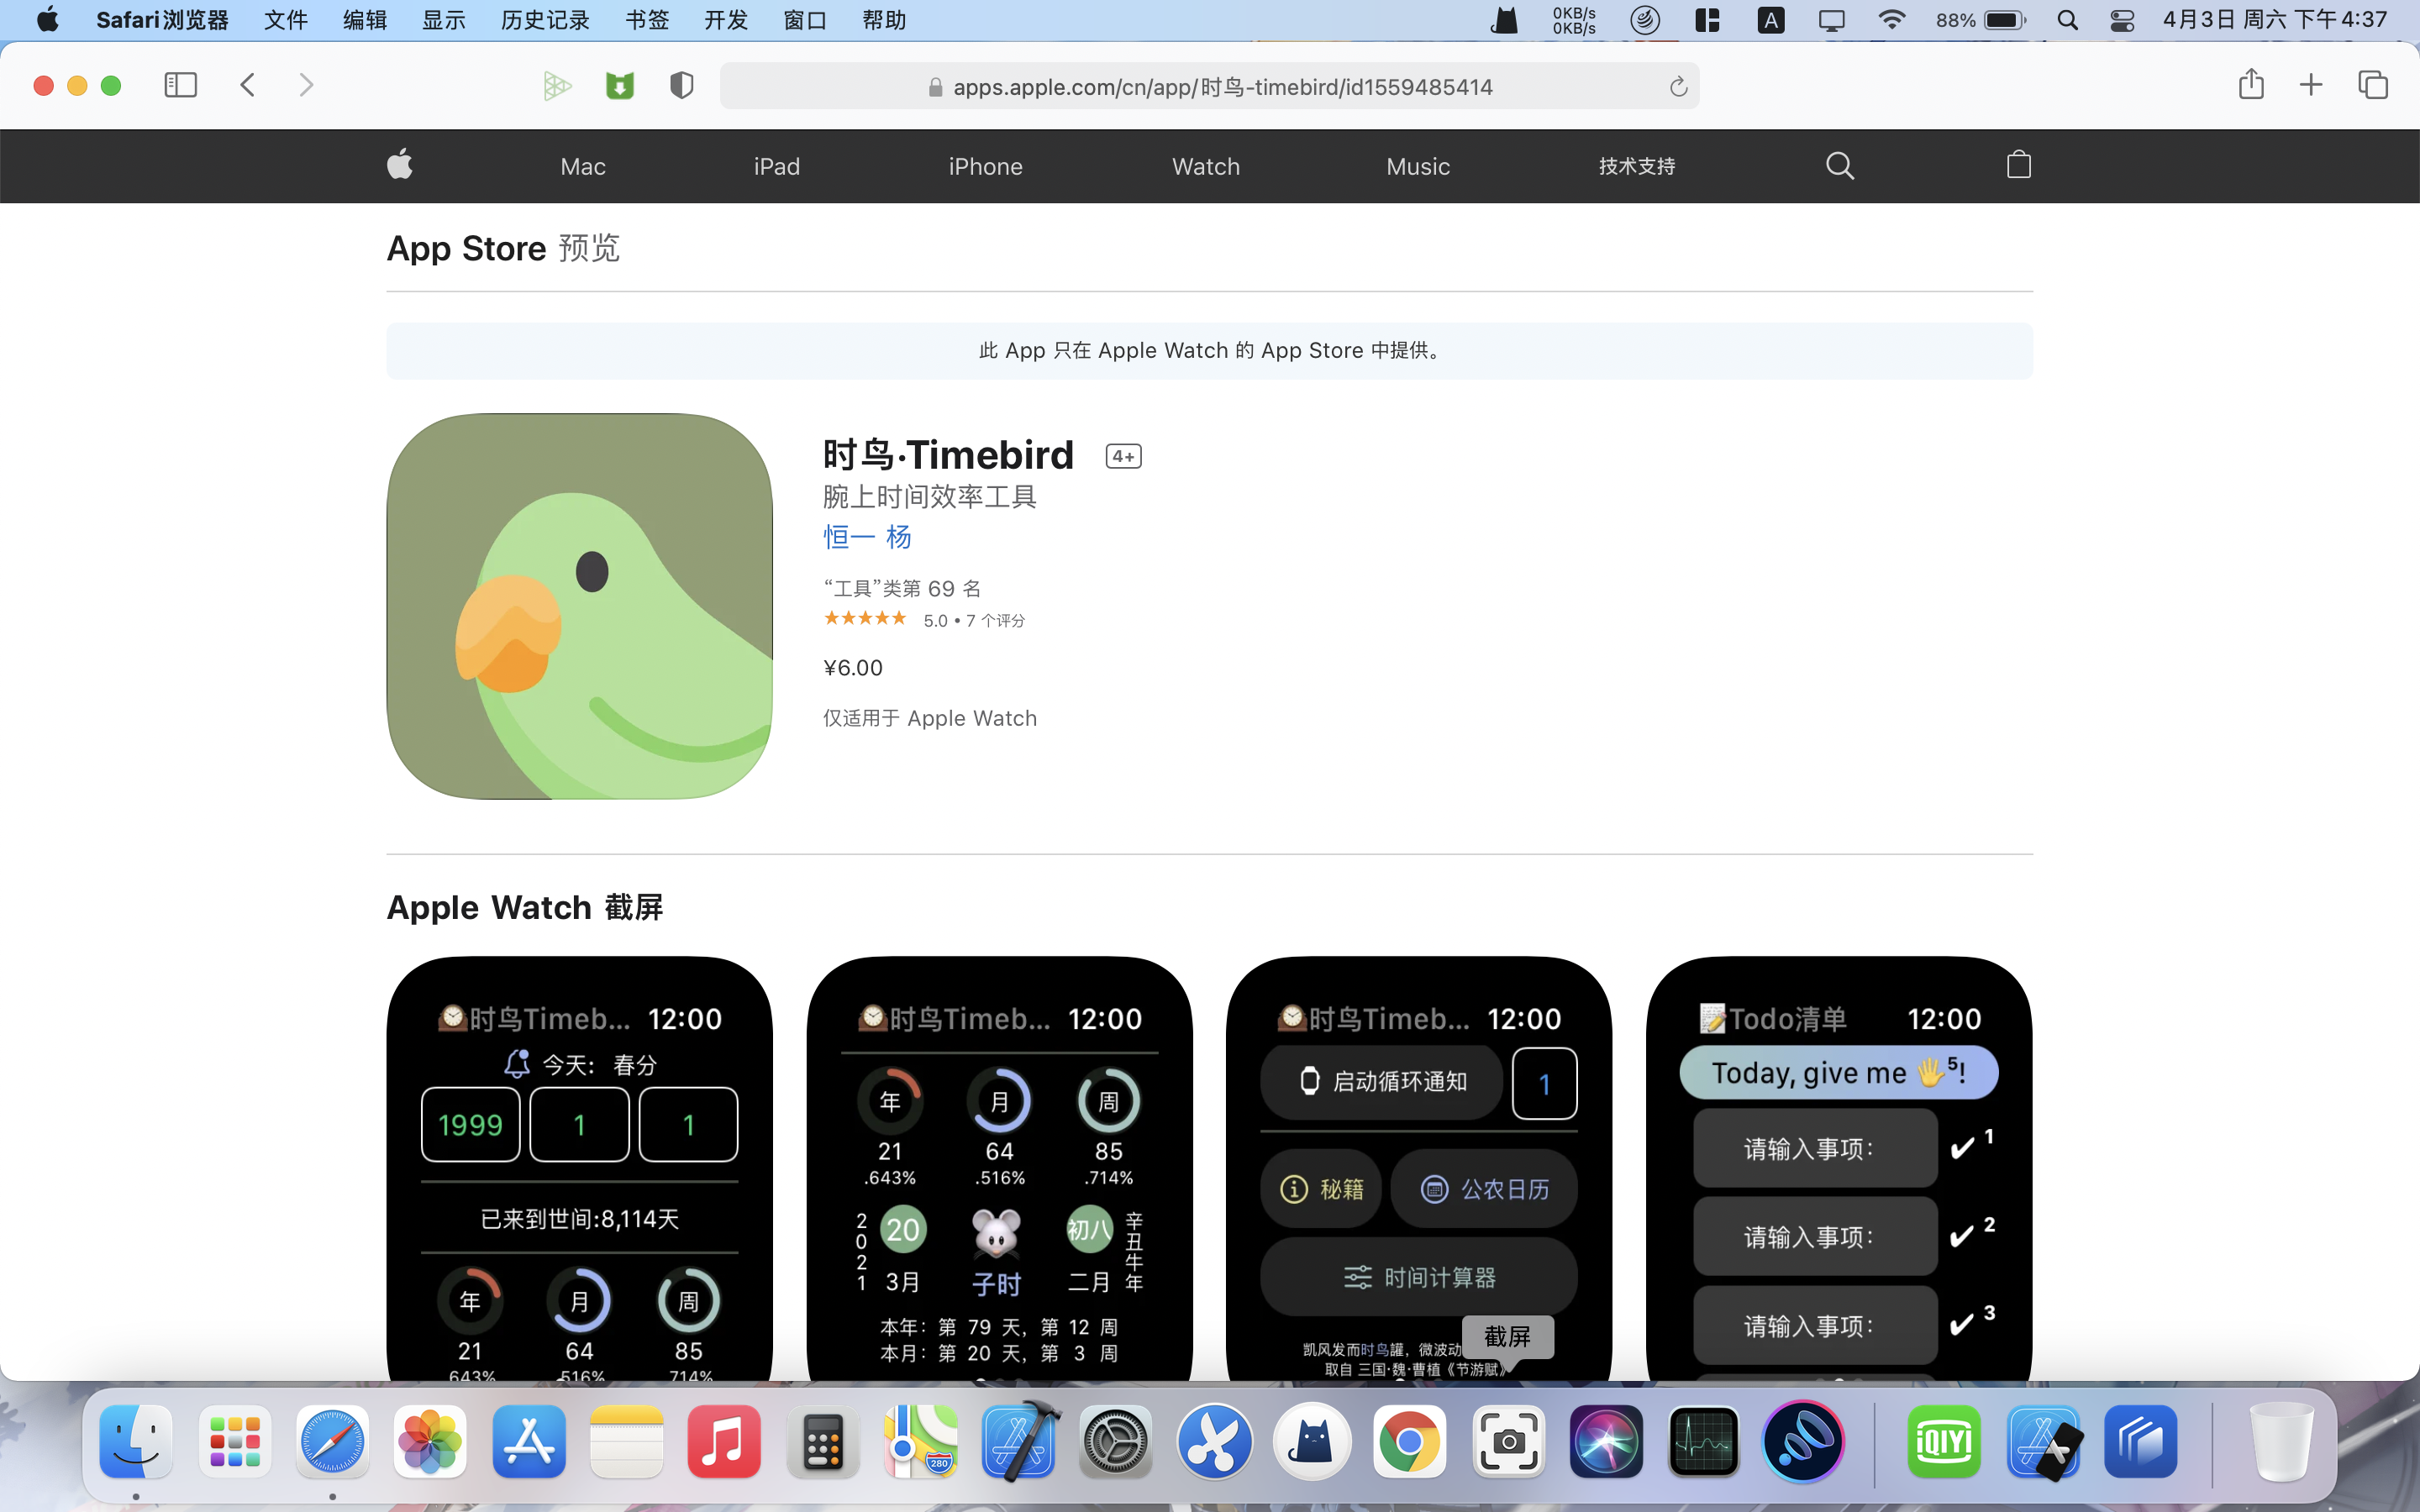 Safari浏览器 文件 编辑 显示 历史记录 书签 开发 窗口 帮助
0KB/s
0KB/s
A
88%
4月3日 周六 下午4:37
apps.apple.com/cn/app/时鸟-timebird/id1559485414
Mac iPad iPhone Watch Music 技术支持
App Store 预览
此 App 只在 Apple Watch 的 App Store 中提供。
时鸟·Timebird 4+
腕上时间效率工具
恒一 杨
“工具”类第 69 名
★★★★★ 5.0 • 7 个评分
¥6.00
仅适用于 Apple Watch
Apple Watch 截屏
时鸟Timeb... 12:00
今天： 春分
1999 1 1
已来到世间:8,114天
年 月 周
21 64 85
.643% .516% .714%
时鸟Timeb... 12:00
年 月 周
21 64 85
.643% .516% .714%
2021
20
3月
子时
初八
二月
辛丑牛年
本年：第 79 天，第 12 周
本月：第 20 天，第 3 周
时鸟Timeb... 12:00
启动循环通知 1
秘籍 公农日历
时间计算器
凯风发而时鸟讙，微波动
取自 三国·魏·曹植《节游赋》
截屏
Todo清单 12:00
Today, give me 🖐5!
请输入事项： ✔ 1
请输入事项： ✔ 2
请输入事项： ✔ 3
280
iQIYI